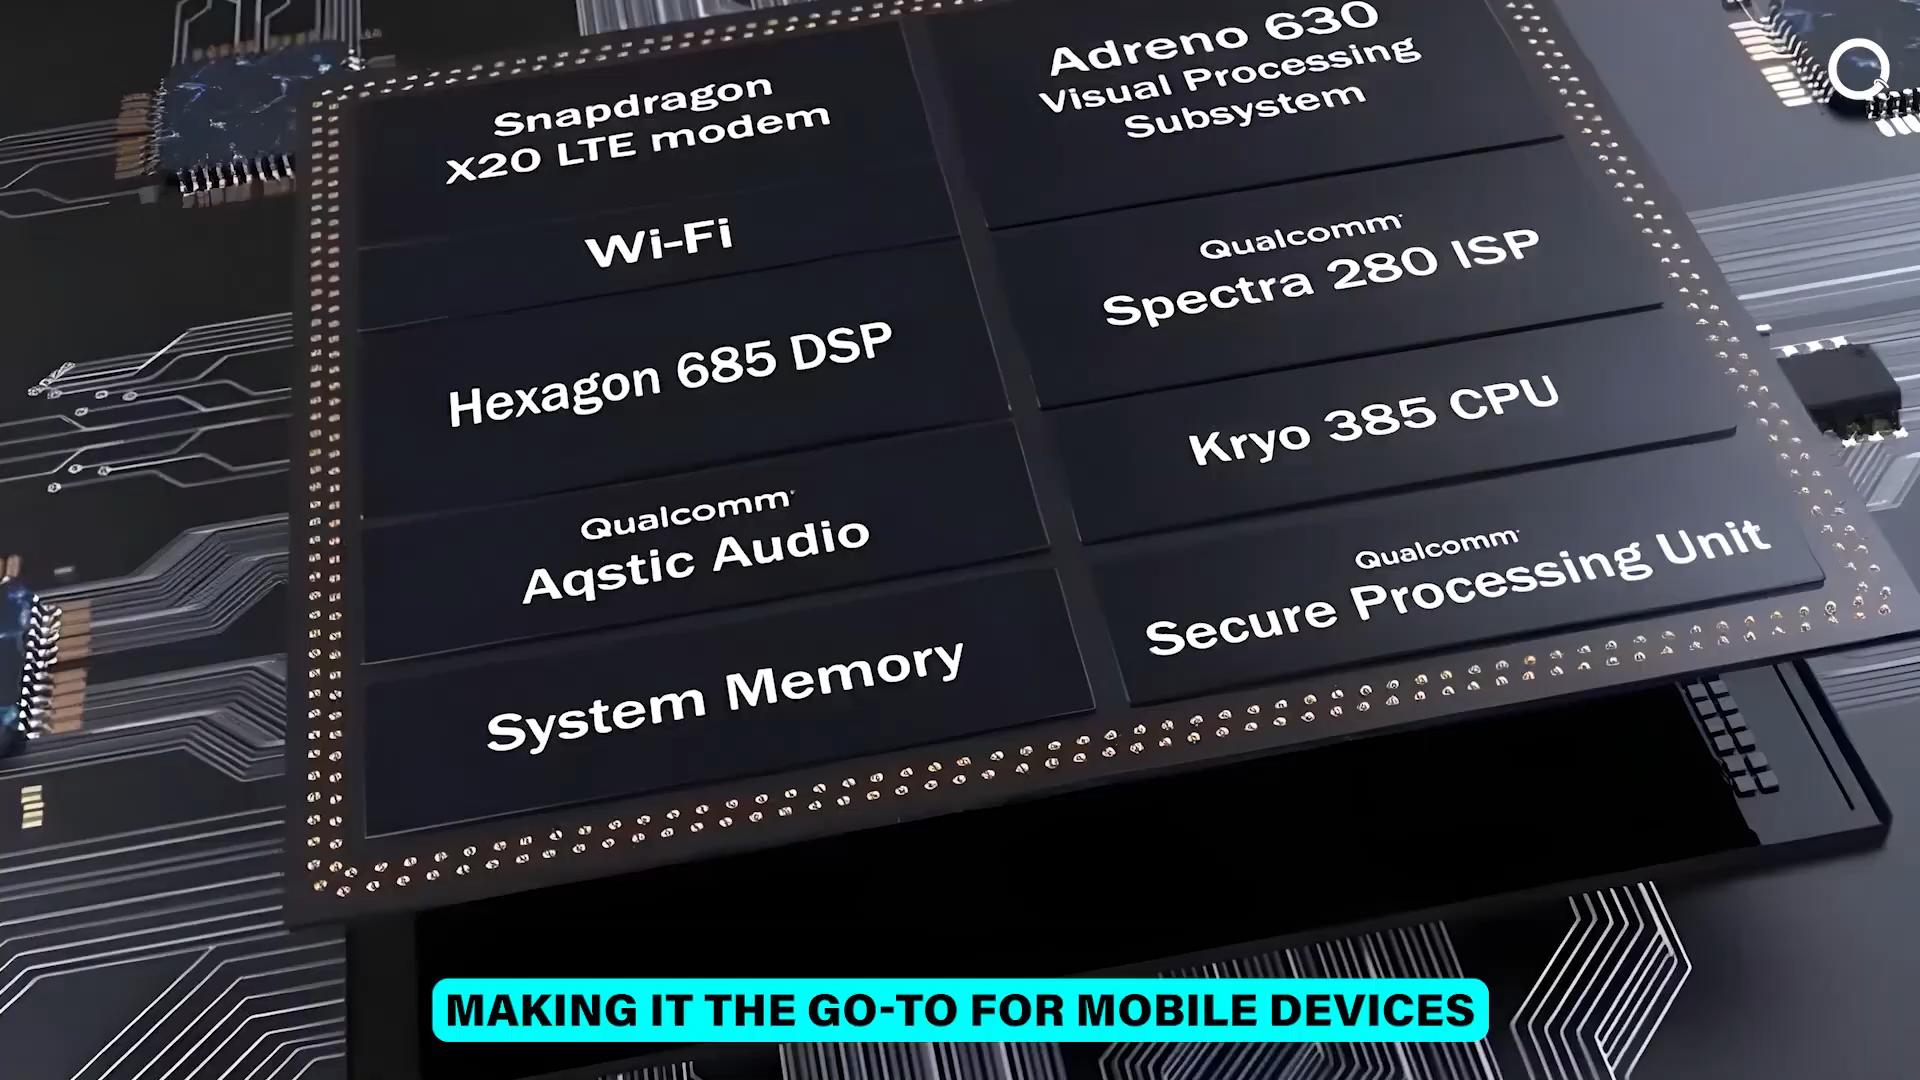 Snapdragon
X20 LTE modem
Wi-Fi
Hexagon 685 DSP
Qualcomm
Aqstic Audio
System Memory
Adreno 630
Visual Processing
Subsystem
Qualcomm
Spectra 280 ISP
Kryo 385 CPU
Qualcomm
Secure Processing Unit
MAKING IT THE GO-TO FOR MOBILE DEVICES